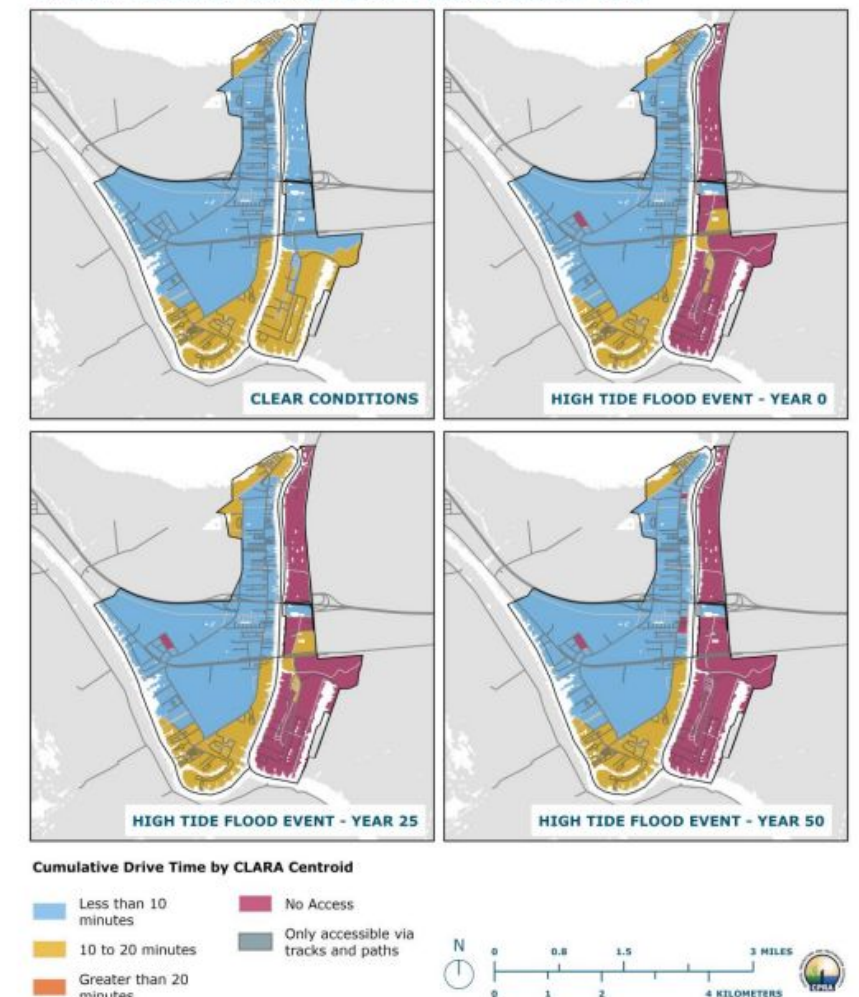 CLEAR CONDITIONS
HIGH TIDE FLOOD EVENT - YEAR 0
HIGH TIDE FLOOD EVENT - YEAR 25
HIGH TIDE FLOOD EVENT - YEAR 50
Cumulative Drive Time by CLARA Centroid
Less than 10
minutes
10 to 20 minutes
Greater than 20
minutes
No Access
Only accessible via
tracks and paths
N
0 0.8 1.5 3 MILES
0 1 2 4 KILOMETERS
CPRA